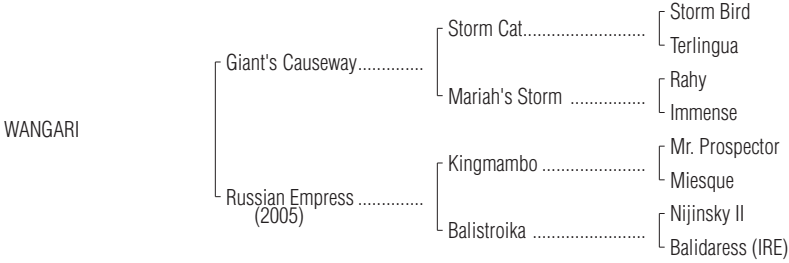 WANGARI
Giant's Causeway..............
Russian Empress ..............
(2005)
Storm Cat..........................
Mariah's Storm ................
Kingmambo ......................
Balistroika ........................
Storm Bird
Terlingua
Rahy
Immense
Mr. Prospector
Miesque
Nijinsky II
Balidaress (IRE)